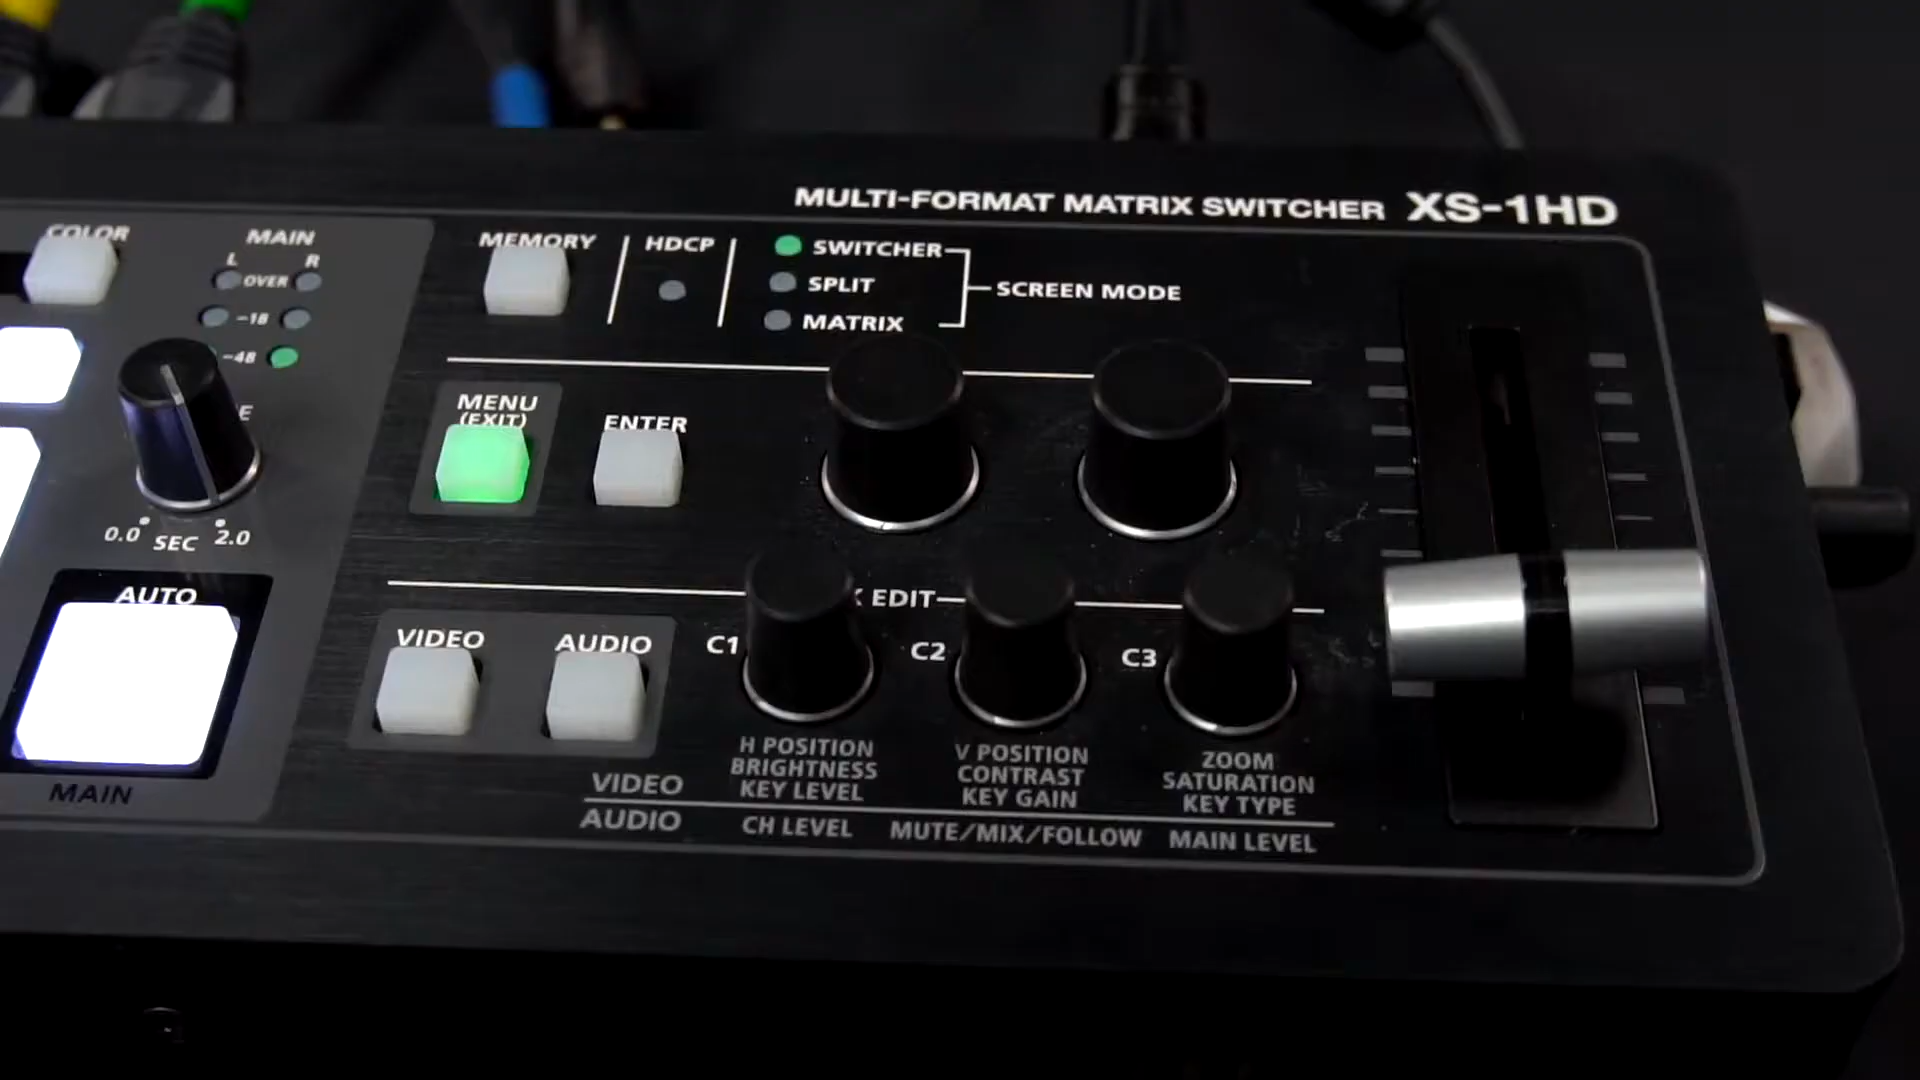 MULTI-FORMAT MATRIX SWITCHER XS-1HD
COLOR
MAIN
L R
OVER
-18
-48
0.0 SEC 2.0
AUTO
MAIN
MEMORY
HDCP
SWITCHER
SPLIT
MATRIX
SCREEN MODE
MENU
(EXIT)
ENTER
EDIT
VIDEO
AUDIO
C1
C2
C3
VIDEO
H POSITION
BRIGHTNESS
KEY LEVEL
V POSITION
CONTRAST
KEY GAIN
ZOOM
SATURATION
KEY TYPE
AUDIO
CH LEVEL
MUTE/MIX/FOLLOW
MAIN LEVEL